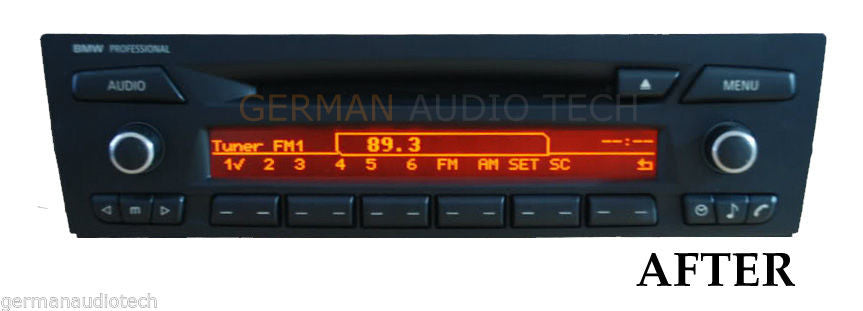 BMW PROFESSIONAL
AUDIO
MENU
GERMAN AUDIO TECH
Tuner FM1
89.3
--:--
1✓ 2 3 4 5 6 FM AM SET SC
m
AFTER
germanaudiotech